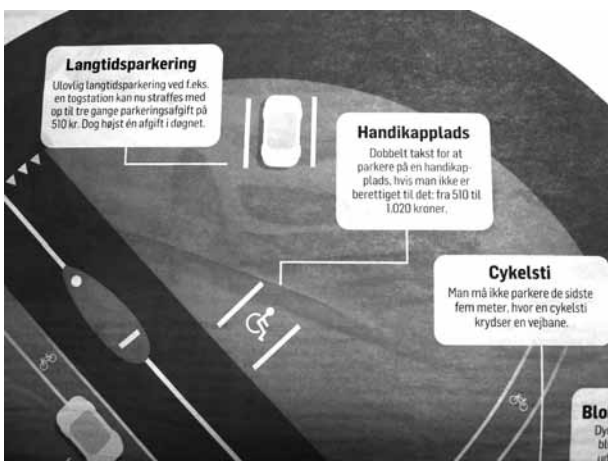 Langtidsparkering
Ulovlig langtidsparkering ved f.eks.
en togstation kan nu straffes med
op til tre gange parkeringsafgift på
510 kr. Dog højst én afgift i døgnet.
Handikapplads
Dobbelt takst for at
parkere på en handikap-
plads, hvis man ikke er
berettiget til det: fra 510 til
1.020 kroner.
Cykelsti
Man må ikke parkere de sidste
fem meter, hvor en cykelsti
krydser en vejbane.